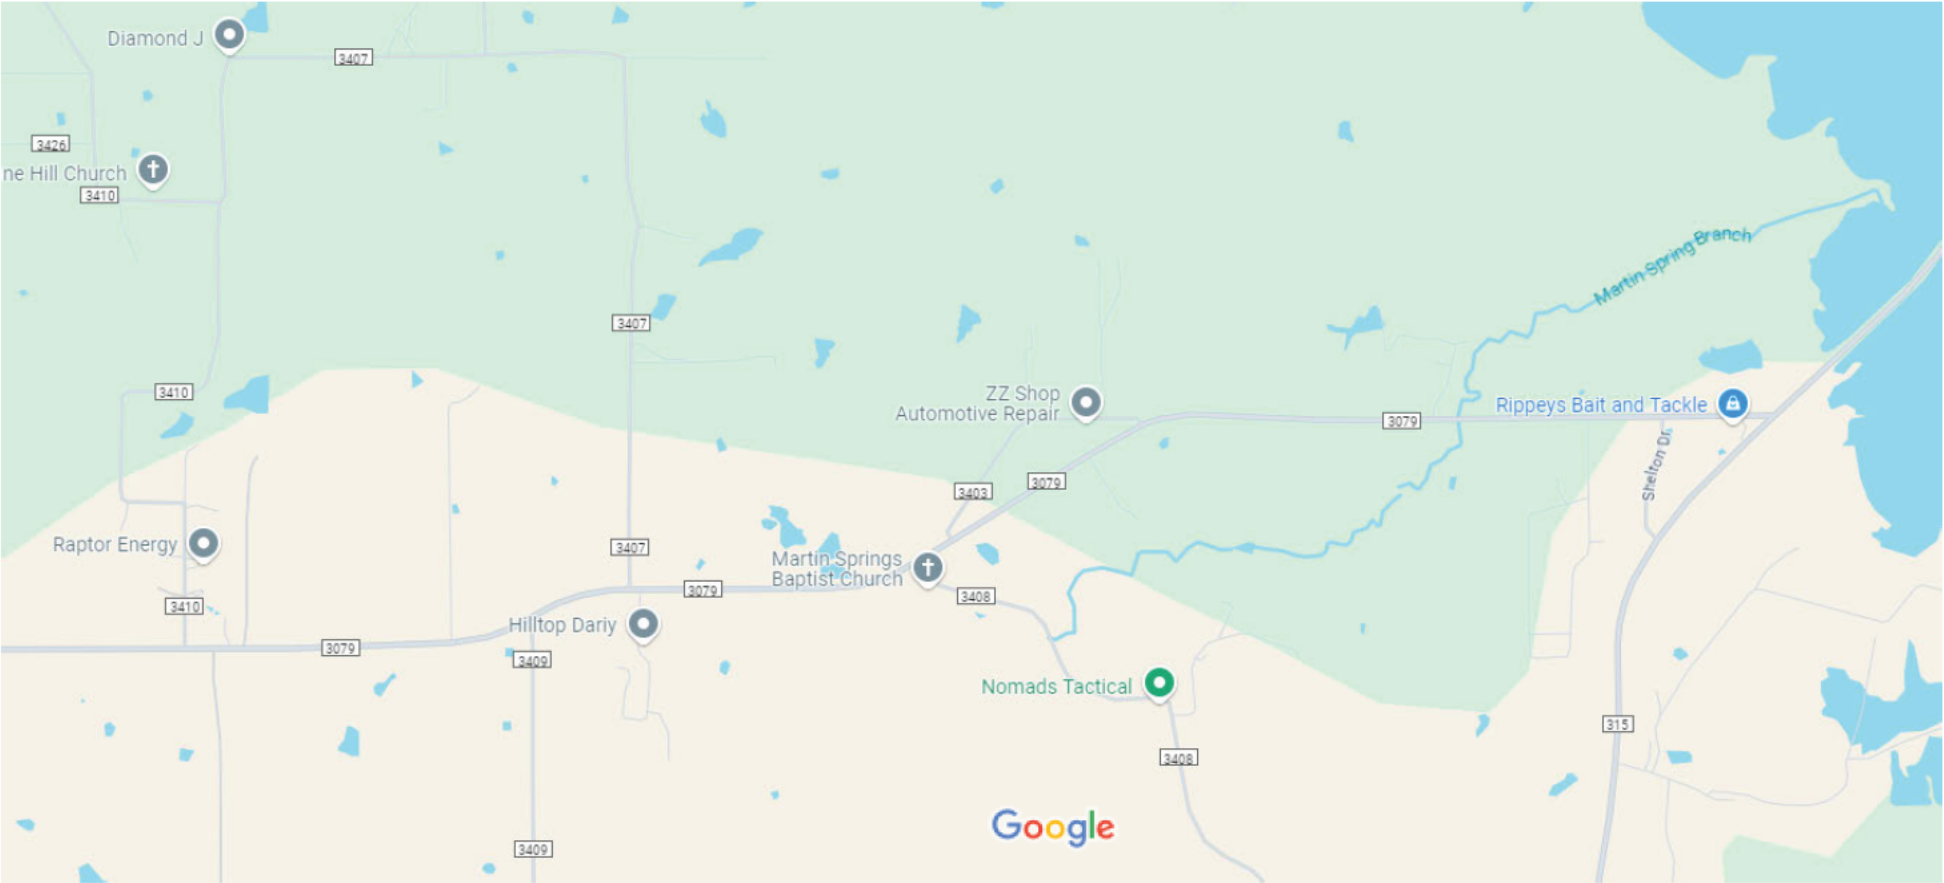 Diamond J
3407
3426
ne Hill Church
3410
Martin Spring Branch
3407
3410
ZZ Shop
Automotive Repair
Rippeys Bait and Tackle
3079
Shelton Dr
3079
3403
Raptor Energy
3407
Martin Springs
Baptist Church
3079
3408
3410
Hilltop Dariy
3079
3409
Nomads Tactical
315
3408
Google
3409